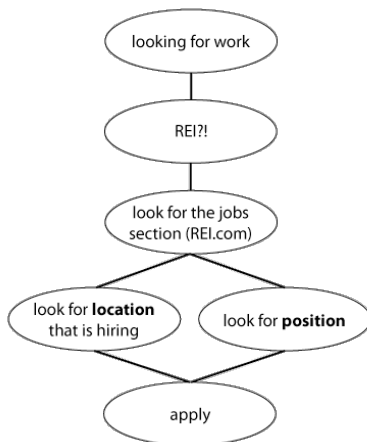 looking for work
REI?!
look for the jobs
section (REI.com)
look for location
that is hiring
look for position
apply